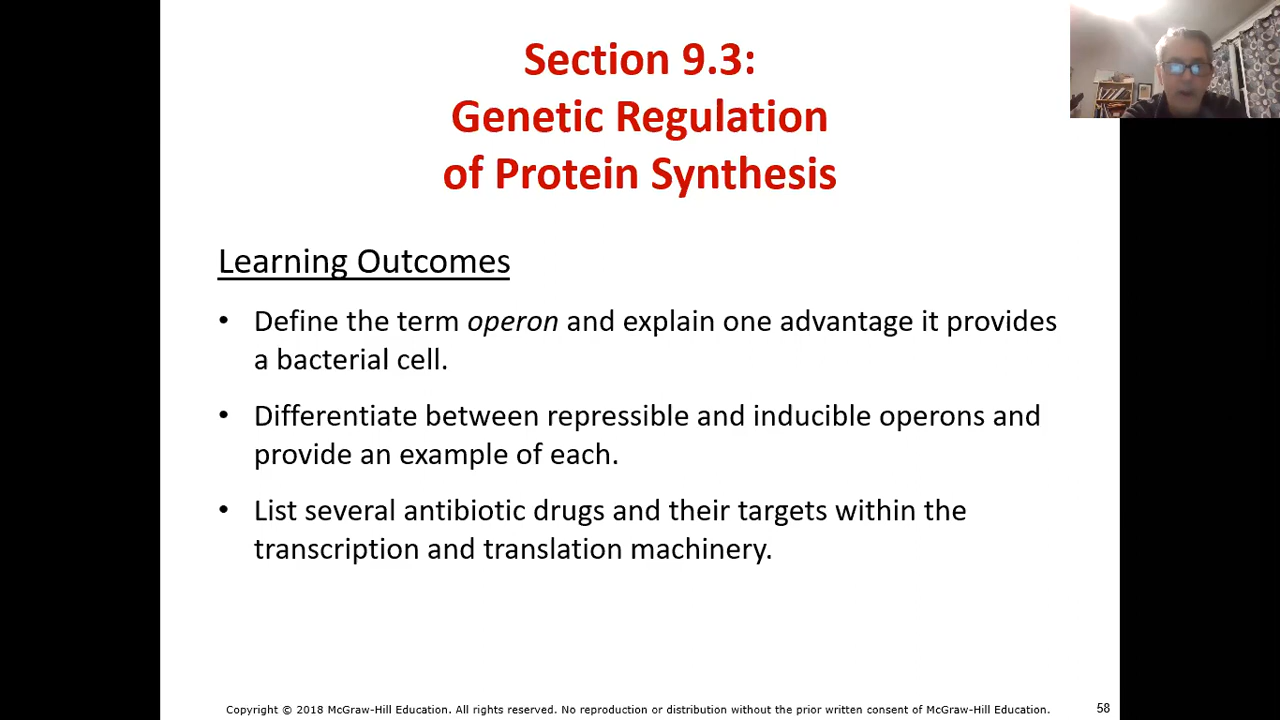 Section 9.3:
Genetic Regulation
of Protein Synthesis
Learning Outcomes
• Define the term operon and explain one advantage it provides
a bacterial cell.
• Differentiate between repressible and inducible operons and
provide an example of each.
• List several antibiotic drugs and their targets within the
transcription and translation machinery.
Copyright © 2018 McGraw-Hill Education. All rights reserved. No reproduction or distribution without the prior written consent of McGraw-Hill Education.
58